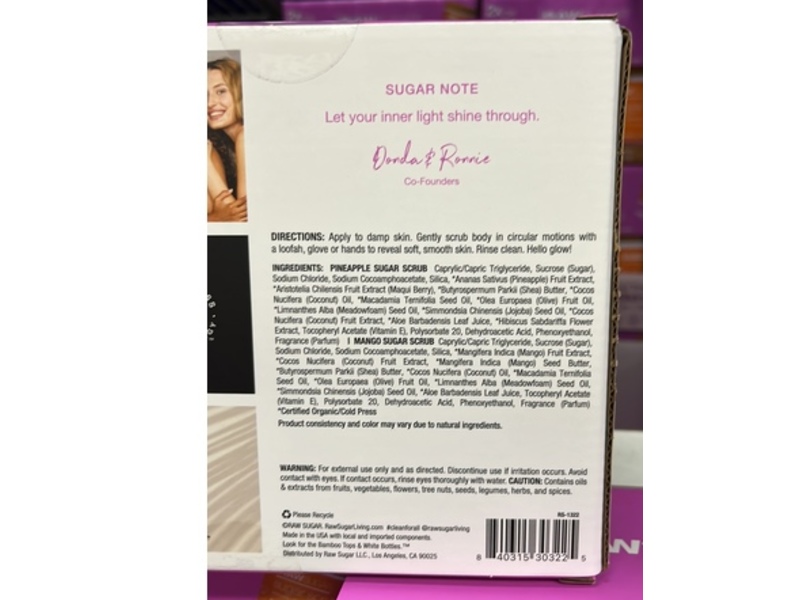 SUGAR NOTE
Let your inner light shine through.
Donda & Ronnie
Co-Founders
DIRECTIONS: Apply to damp skin. Gently scrub body in circular motions with
a loofah, glove or hands to reveal soft, smooth skin. Rinse clean. Hello glow!
INGREDIENTS: PINEAPPLE SUGAR SCRUB Caprylic/Capric Triglyceride, Sucrose (Sugar),
Sodium Chloride, Sodium Cocoamphoacetate, Silica, *Ananas Sativus (Pineapple) Fruit Extract,
*Aristotelia Chilensis Fruit Extract (Maqui Berry), *Butyrospermum Parkii (Shea) Butter, *Cocos
Nucifera (Coconut) Oil, *Macadamia Ternifolia Seed Oil, *Olea Europaea (Olive) Fruit Oil,
*Limnanthes Alba (Meadowfoam) Seed Oil, *Simmondsia Chinensis (Jojoba) Seed Oil, *Cocos
Nucifera (Coconut) Fruit Extract, *Aloe Barbadensis Leaf Juice, *Hibiscus Sabdariffa Flower
Extract, Tocopheryl Acetate (Vitamin E), Polysorbate 20, Dehydroacetic Acid, Phenoxyethanol,
Fragrance (Parfum) | MANGO SUGAR SCRUB Caprylic/Capric Triglyceride, Sucrose (Sugar),
Sodium Chloride, Sodium Cocoamphoacetate, Silica, *Mangifera Indica (Mango) Fruit Extract,
*Cocos Nucifera (Coconut) Fruit Extract, *Mangifera Indica (Mango) Seed Butter,
*Butyrospermum Parkii (Shea) Butter, *Cocos Nucifera (Coconut) Oil, *Macadamia Ternifolia
Seed Oil, *Olea Europaea (Olive) Fruit Oil, *Limnanthes Alba (Meadowfoam) Seed Oil,
*Simmondsia Chinensis (Jojoba) Seed Oil, *Aloe Barbadensis Leaf Juice, Tocopheryl Acetate
(Vitamin E), Polysorbate 20, Dehydroacetic Acid, Phenoxyethanol, Fragrance (Parfum)
*Certified Organic/Cold Press
Product consistency and color may vary due to natural ingredients.
WARNING: For external use only and as directed. Discontinue use if irritation occurs. Avoid
contact with eyes. If contact occurs, rinse eyes thoroughly with water. CAUTION: Contains oils
& extracts from fruits, vegetables, flowers, tree nuts, seeds, legumes, herbs, and spices.
Please Recycle
RS-1322
©RAW SUGAR. RawSugarLiving.com #cleanforall @rawsugarliving
Made in the USA with local and imported components.
Look for the Bamboo Tops & White Bottles.™
Distributed by Raw Sugar LLC., Los Angeles, CA 90025
8 40315 30322 5